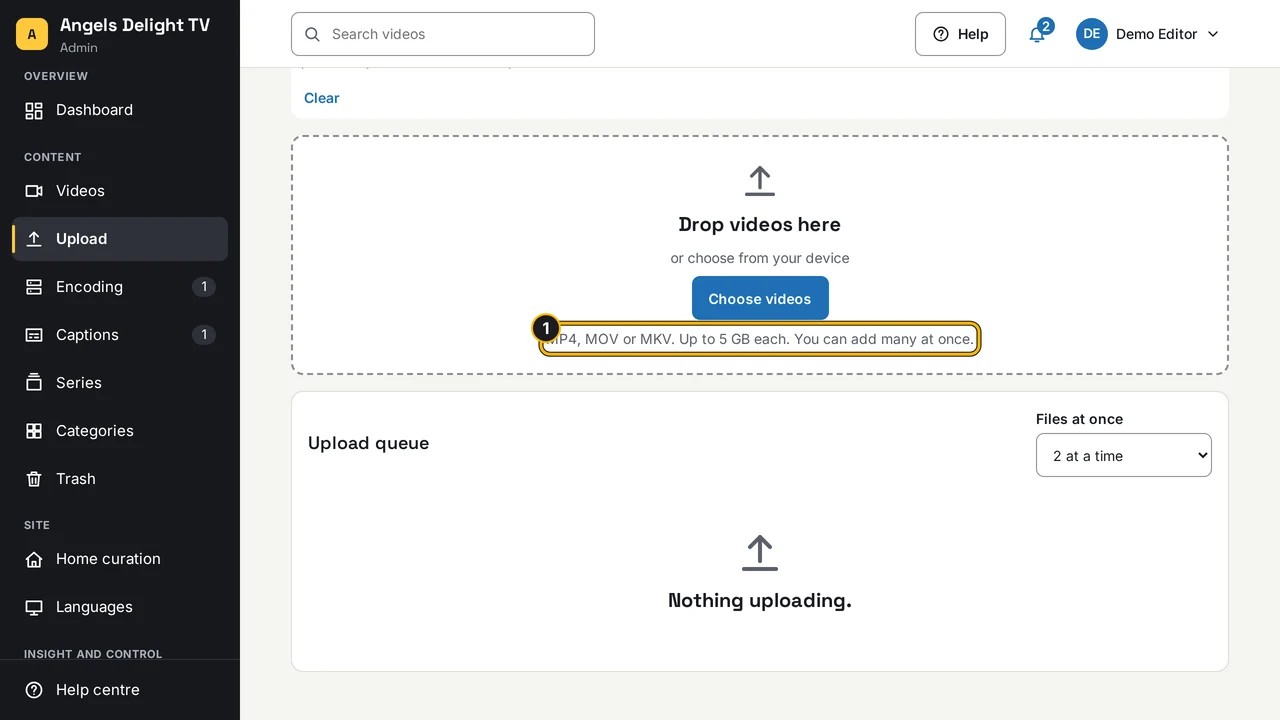 A
Angels Delight TV
Admin
OVERVIEW
Dashboard
CONTENT
Videos
Upload
Encoding 1
Captions 1
Series
Categories
Trash
SITE
Home curation
Languages
INSIGHT AND CONTROL
Help centre
Search videos
Help
2
DE
Demo Editor
Clear
Drop videos here
or choose from your device
Choose videos
1
MP4, MOV or MKV. Up to 5 GB each. You can add many at once.
Upload queue
Files at once
2 at a time
Nothing uploading.